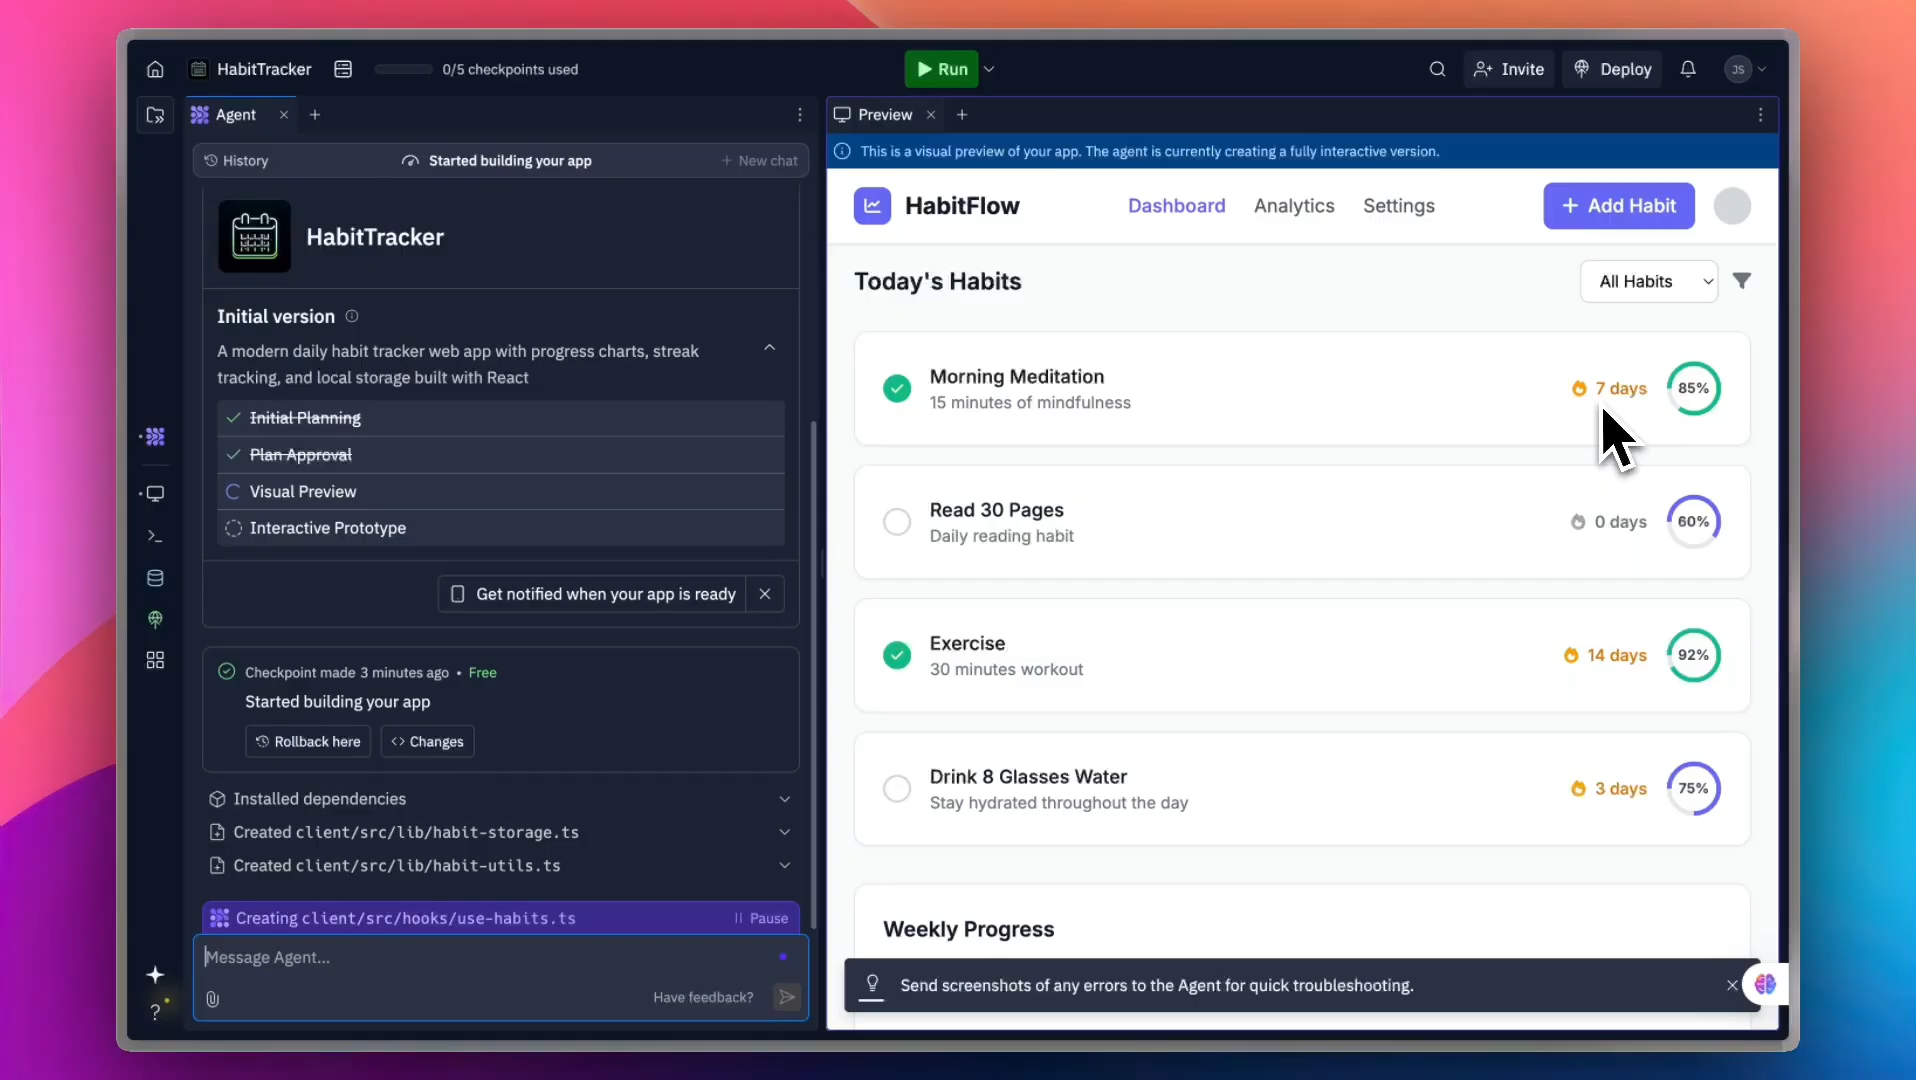 HabitTracker
0/5 checkpoints used
Run
Invite
Deploy
JS
Agent
History
Started building your app
New chat
HabitTracker
Initial version
A modern daily habit tracker web app with progress charts, streak
tracking, and local storage built with React
Initial Planning
Plan Approval
Visual Preview
Interactive Prototype
Get notified when your app is ready
Checkpoint made 3 minutes ago • Free
Started building your app
Rollback here
Changes
Installed dependencies
Created client/src/lib/habit-storage.ts
Created client/src/lib/habit-utils.ts
Creating client/src/hooks/use-habits.ts
Pause
Message Agent...
Have feedback?
Preview
This is a visual preview of your app. The agent is currently creating a fully interactive version.
HabitFlow
Dashboard
Analytics
Settings
+ Add Habit
Today's Habits
All Habits
Morning Meditation
15 minutes of mindfulness
7 days
85%
Read 30 Pages
Daily reading habit
0 days
60%
Exercise
30 minutes workout
14 days
92%
Drink 8 Glasses Water
Stay hydrated throughout the day
3 days
75%
Weekly Progress
Send screenshots of any errors to the Agent for quick troubleshooting.